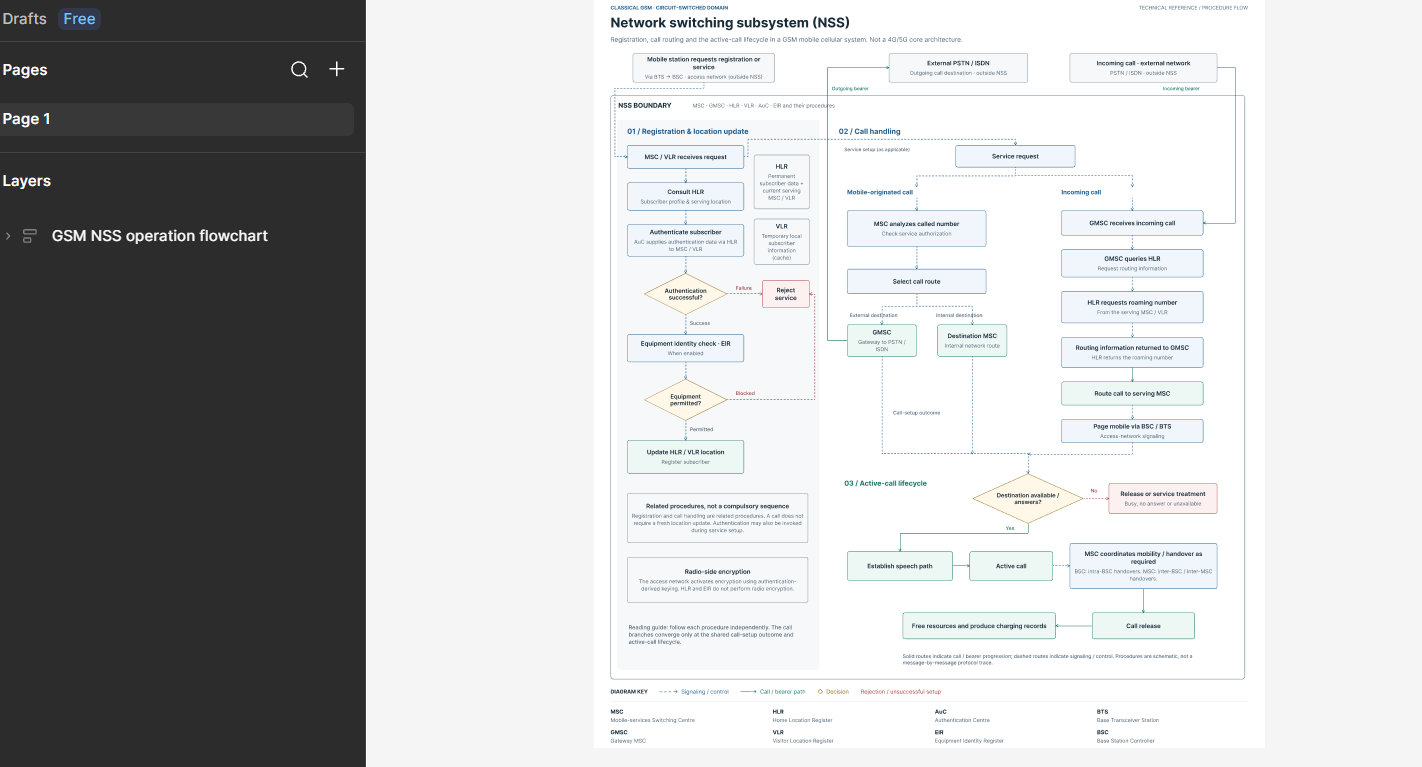 Drafts
Free
Pages
Page 1
Layers
GSM NSS operation flowchart
CLASSICAL GSM · CIRCUIT-SWITCHED DOMAIN
TECHNICAL REFERENCE / PROCEDURE FLOW
Network switching subsystem (NSS)
Registration, call routing and the active-call lifecycle in a GSM mobile cellular system. Not a 4G/5G core architecture.
Mobile station requests registration or
service
Via BTS → BSC · access network (outside NSS)
External PSTN / ISDN
Outgoing call destination · outside NSS
Incoming call · external network
PSTN / ISDN · outside NSS
Outgoing bearer
Incoming bearer
NSS BOUNDARY
MSC · GMSC · HLR · VLR · AuC · EIR and their procedures
01 / Registration & location update
MSC / VLR receives request
Consult HLR
Subscriber profile & serving location
Authenticate subscriber
AuC supplies authentication data via HLR
to MSC / VLR
HLR
Permanent
subscriber data +
current serving
MSC / VLR
VLR
Temporary local
subscriber
information
(cache)
Authentication
successful?
Failure
Reject
service
Success
Equipment identity check · EIR
When enabled
Equipment
permitted?
Blocked
Permitted
Update HLR / VLR location
Register subscriber
Related procedures, not a compulsory sequence
Registration and call handling are related procedures. A call does not
require a fresh location update. Authentication may also be invoked
during service setup.
Radio-side encryption
The access network activates encryption using authentication-
derived keying. HLR and EIR do not perform radio encryption.
Reading guide: follow each procedure independently. The call
branches converge only at the shared call-setup outcome and
active-call lifecycle.
02 / Call handling
Service setup (as applicable)
Service request
Mobile-originated call
Incoming call
MSC analyzes called number
Check service authorization
Select call route
External destination
Internal destination
GMSC
Gateway to PSTN /
ISDN
Destination MSC
Internal network route
Call-setup outcome
GMSC receives incoming call
GMSC queries HLR
Request routing information
HLR requests roaming number
From the serving MSC / VLR
Routing information returned to GMSC
HLR returns the roaming number
Route call to serving MSC
Page mobile via BSC / BTS
Access-network signaling
03 / Active-call lifecycle
Destination available /
answers?
No
Release or service treatment
Busy, no answer or unavailable
Yes
Establish speech path
Active call
MSC coordinates mobility / handover as
required
BSC: intra-BSC handovers. MSC: inter-BSC / inter-MSC
handovers.
Free resources and produce charging records
Call release
Solid routes indicate call / bearer progression; dashed routes indicate signaling / control. Procedures are schematic, not a
message-by-message protocol trace.
DIAGRAM KEY
Signaling / control
Call / bearer path
Decision
Rejection / unsuccessful setup
MSC
Mobile-services Switching Centre
HLR
Home Location Register
AuC
Authentication Centre
BTS
Base Transceiver Station
GMSC
Gateway MSC
VLR
Visitor Location Register
EIR
Equipment Identity Register
BSC
Base Station Controller